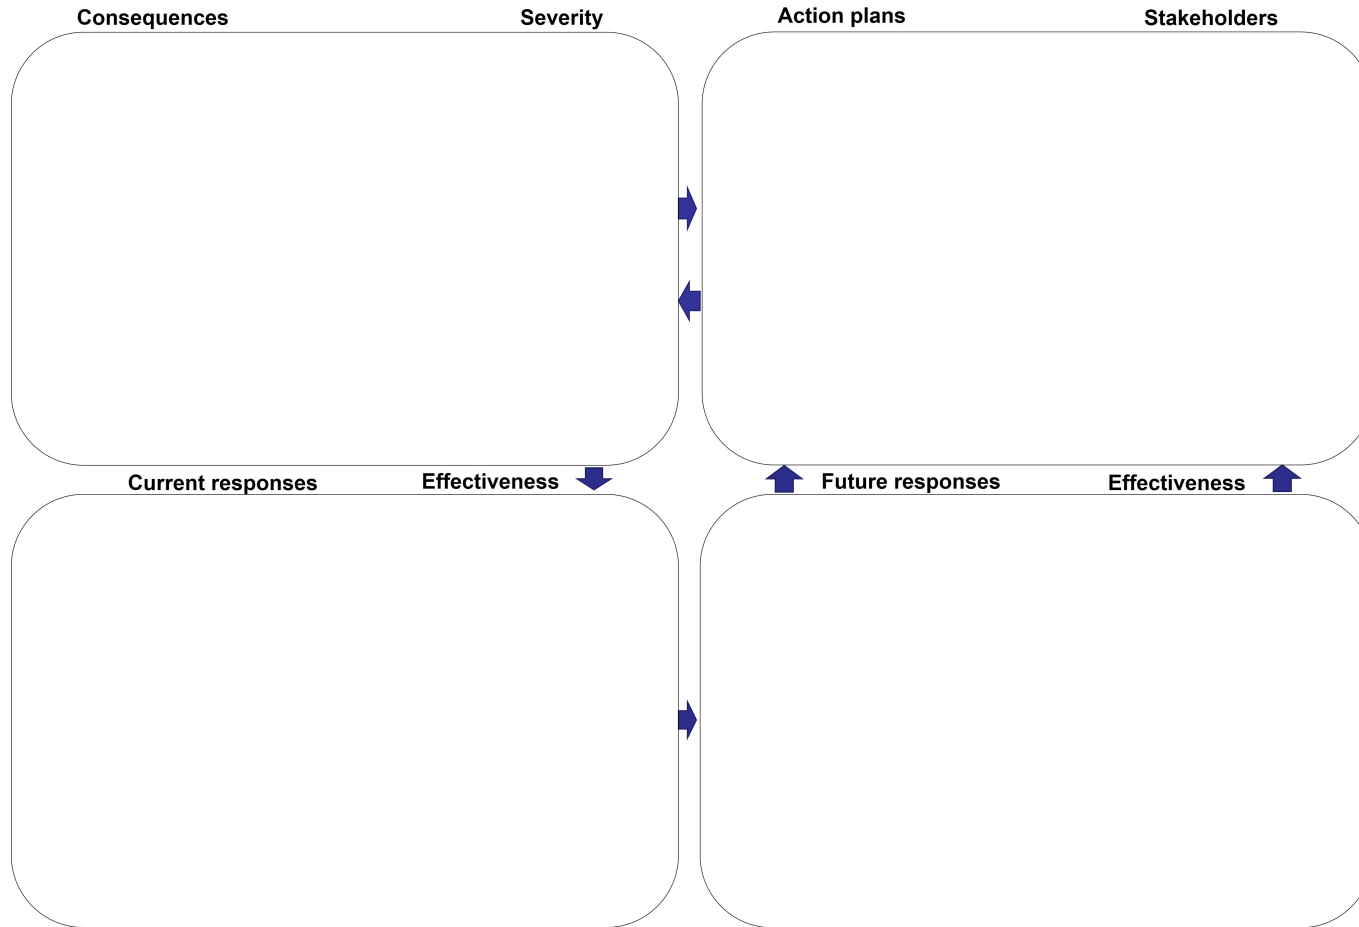 Consequences Severity
Action plans Stakeholders
Current responses Effectiveness
Future responses Effectiveness